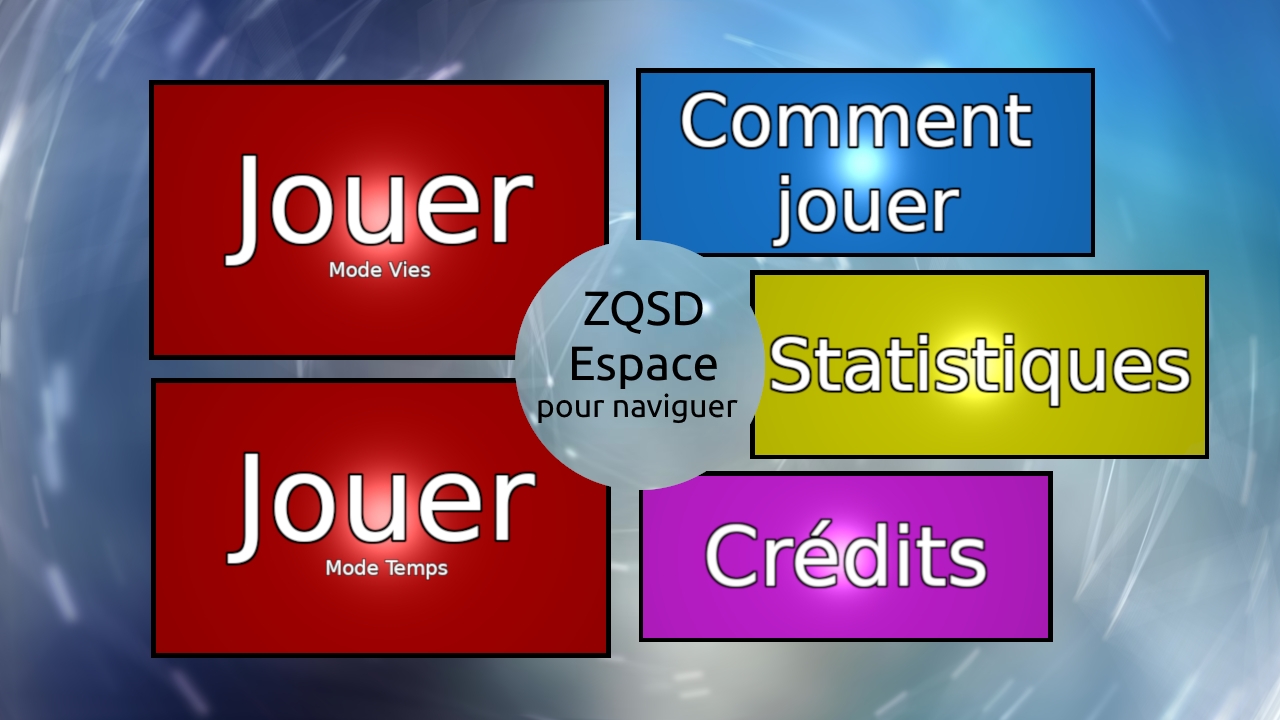 Jouer
Mode Vies
Comment
jouer
ZQSD
Espace
pour naviguer
Statistiques
Jouer
Mode Temps
Crédits